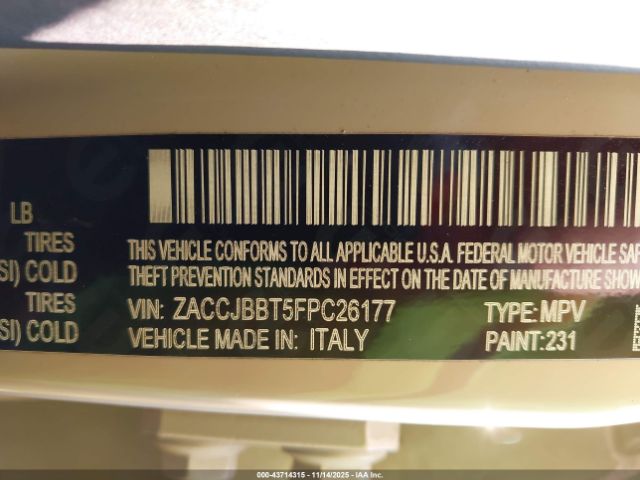 LB
TIRES
SI) COLD
TIRES
SI) COLD
THIS VEHICLE CONFORMS TO ALL APPLICABLE U.S.A. FEDERAL MOTOR VEHICLE SAF
THEFT PREVENTION STANDARDS IN EFFECT ON THE DATE OF MANUFACTURE SHOW
VIN: ZACCJBBT5FPC26177 TYPE: MPV
VEHICLE MADE IN: ITALY PAINT:231
000-43714315 | 11/14/2025 | IAA Inc.